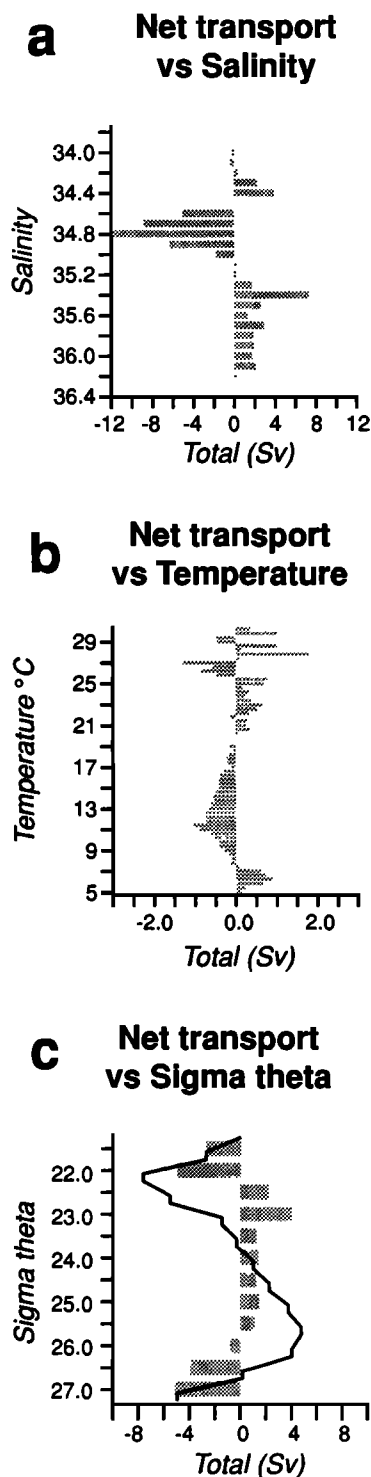 a
Net transport
vs Salinity
Salinity
34.0
34.4
34.8
35.2
35.6
36.0
36.4
-12 -8 -4 0 4 8 12
Total (Sv)
b
Net transport
vs Temperature
Temperature °C
29
25
21
17
13
9
5
-2.0 0.0 2.0
Total (Sv)
c
Net transport
vs Sigma theta
Sigma theta
22.0
23.0
24.0
25.0
26.0
27.0
-8 -4 0 4 8
Total (Sv)